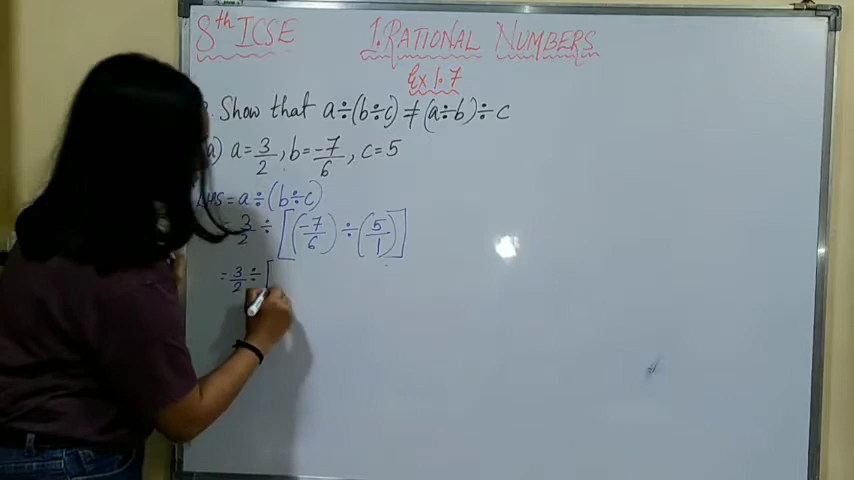 8th ICSE
1. RATIONAL NUMBERS
Ex 1.7
Show that a÷(b÷c)≠(a÷b)÷c
a) a=3/2, b=-7/6, c=5
LHS = a÷(b÷c)
= 3/2 ÷ [(-7/6) ÷ (5/1)]
= 3/2 ÷ [